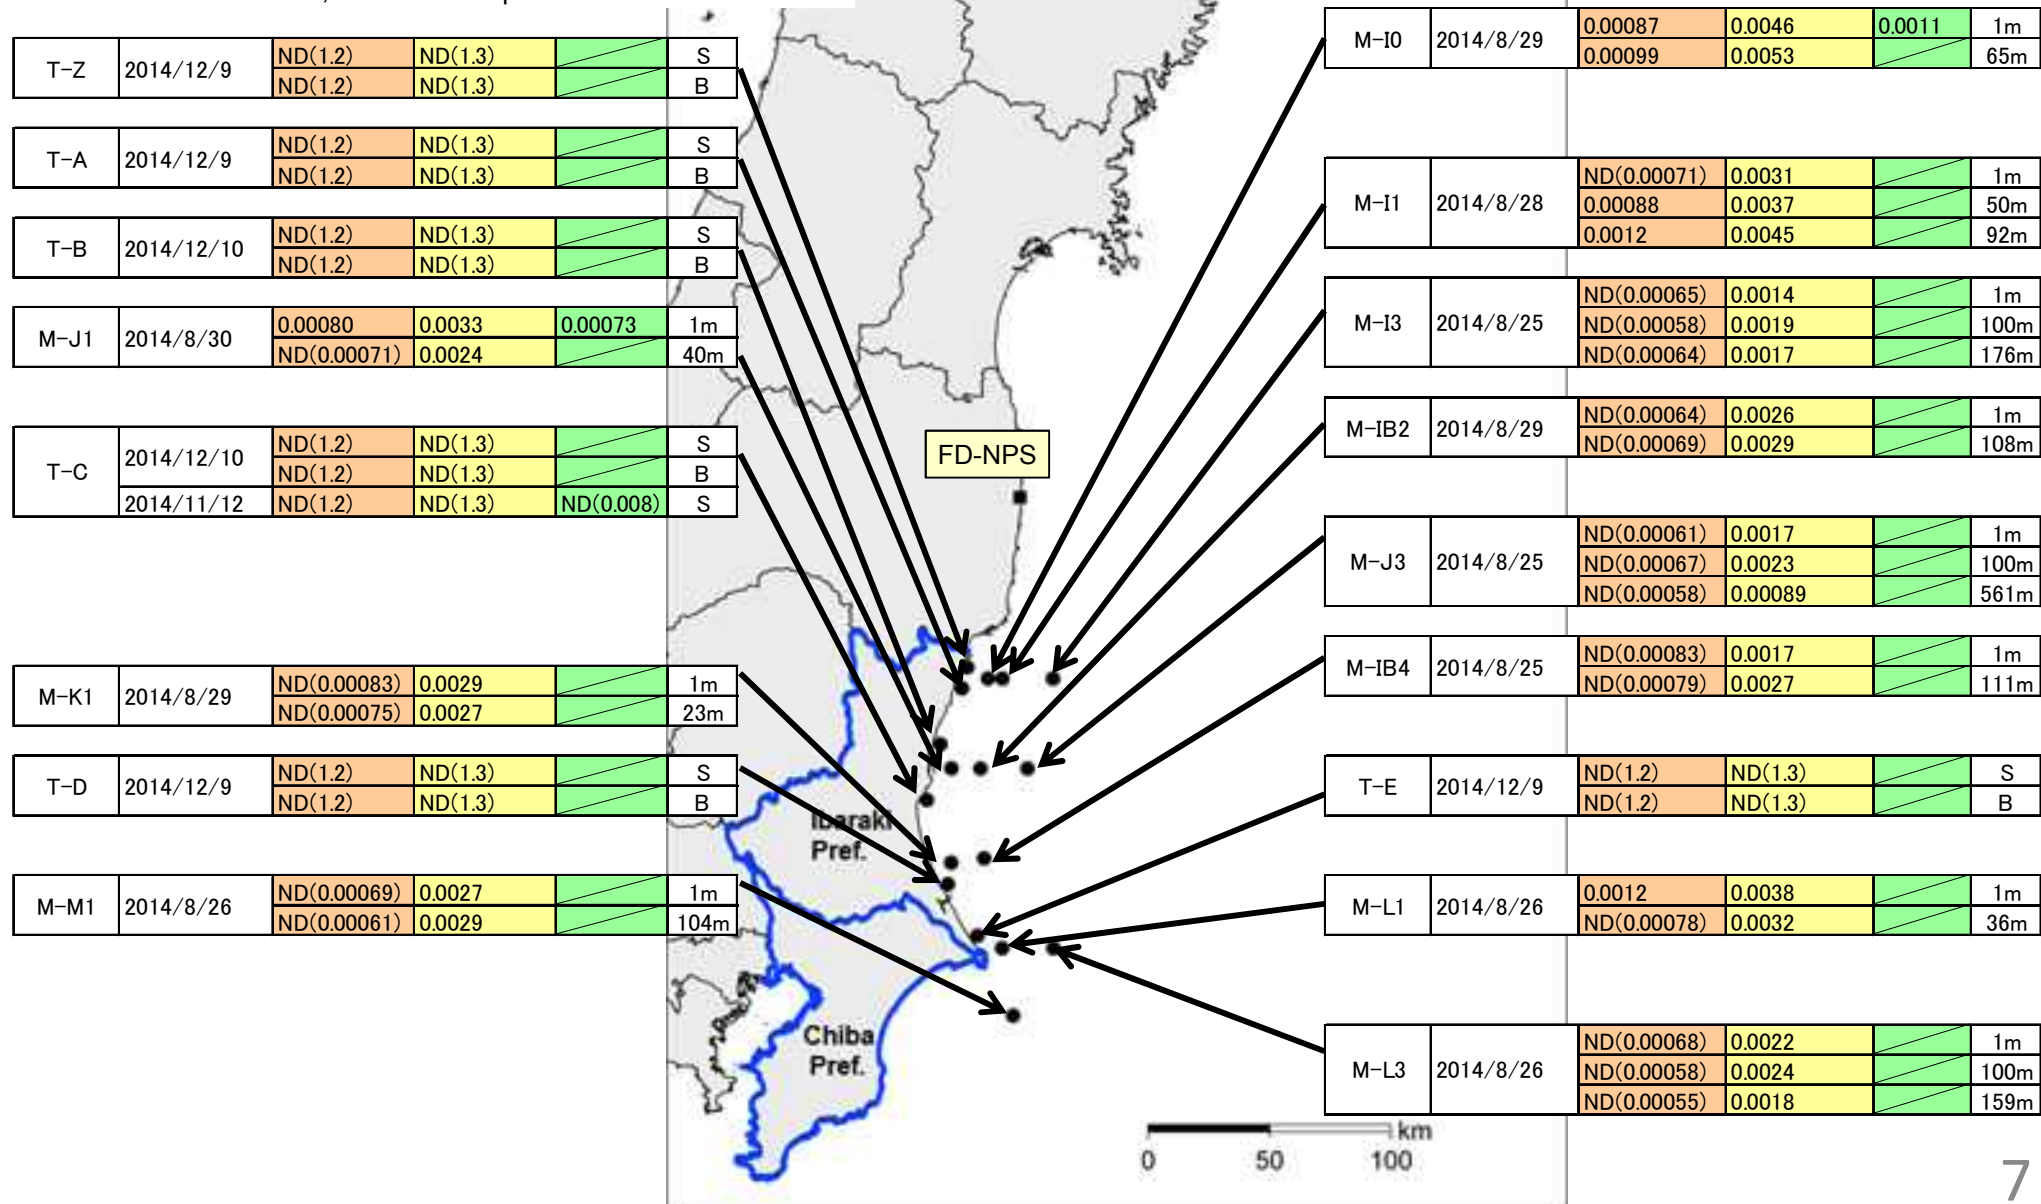 T-Z 2014/12/9 ND(1.2) ND(1.3) S
ND(1.2) ND(1.3) B
T-A 2014/12/9 ND(1.2) ND(1.3) S
ND(1.2) ND(1.3) B
T-B 2014/12/10 ND(1.2) ND(1.3) S
ND(1.2) ND(1.3) B
M-J1 2014/8/30 0.00080 0.0033 0.00073 1m
ND(0.00071) 0.0024 40m
T-C 2014/12/10 ND(1.2) ND(1.3) S
ND(1.2) ND(1.3) B
2014/11/12 ND(1.2) ND(1.3) ND(0.008) S
M-K1 2014/8/29 ND(0.00083) 0.0029 1m
ND(0.00075) 0.0027 23m
T-D 2014/12/9 ND(1.2) ND(1.3) S
ND(1.2) ND(1.3) B
M-M1 2014/8/26 ND(0.00069) 0.0027 1m
ND(0.00061) 0.0029 104m
FD-NPS
Ibaraki
Pref.
Chiba
Pref.
km
0 50 100
M-I0 2014/8/29 0.00087 0.0046 0.0011 1m
0.00099 0.0053 65m
M-I1 2014/8/28 ND(0.00071) 0.0031 1m
0.00088 0.0037 50m
0.0012 0.0045 92m
M-I3 2014/8/25 ND(0.00065) 0.0014 1m
ND(0.00058) 0.0019 100m
ND(0.00064) 0.0017 176m
M-IB2 2014/8/29 ND(0.00064) 0.0026 1m
ND(0.00069) 0.0029 108m
M-J3 2014/8/25 ND(0.00061) 0.0017 1m
ND(0.00067) 0.0023 100m
ND(0.00058) 0.00089 561m
M-IB4 2014/8/25 ND(0.00083) 0.0017 1m
ND(0.00079) 0.0027 111m
T-E 2014/12/9 ND(1.2) ND(1.3) S
ND(1.2) ND(1.3) B
M-L1 2014/8/26 0.0012 0.0038 1m
ND(0.00078) 0.0032 36m
M-L3 2014/8/26 ND(0.00068) 0.0022 1m
ND(0.00058) 0.0024 100m
ND(0.00055) 0.0018 159m
7